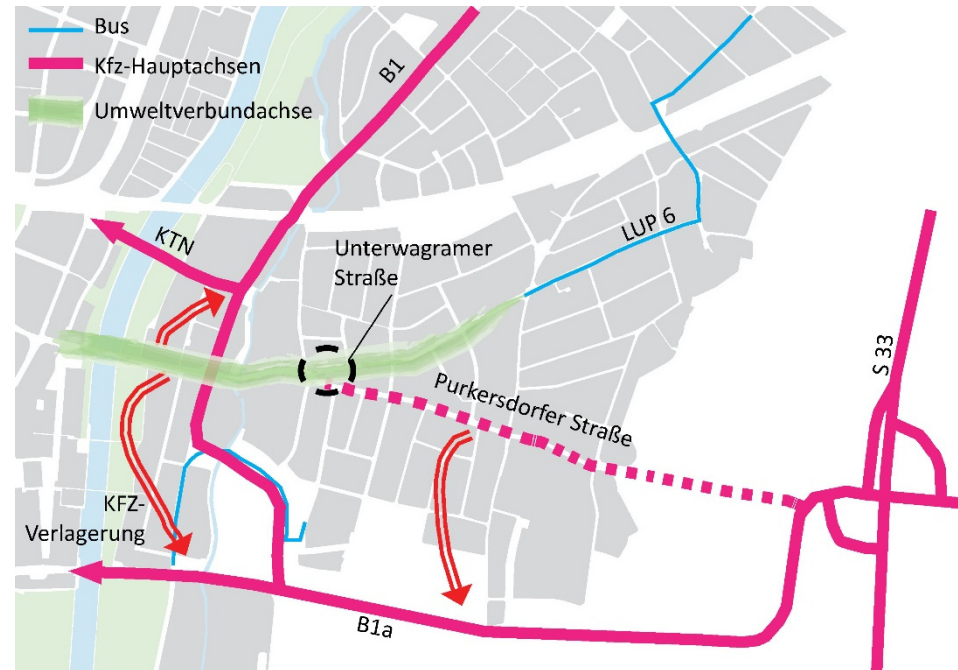 Bus
Kfz-Hauptachsen
Umweltverbundachse
B1
KTN
Unterwagramer
Straße
LUP 6
S 33
Purkersdorfer Straße
KFZ-
Verlagerung
B1a